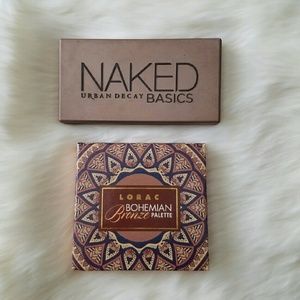 NAKED
URBAN DECAY BASICS
LORAC
BOHEMIAN
Bronze PALETTE